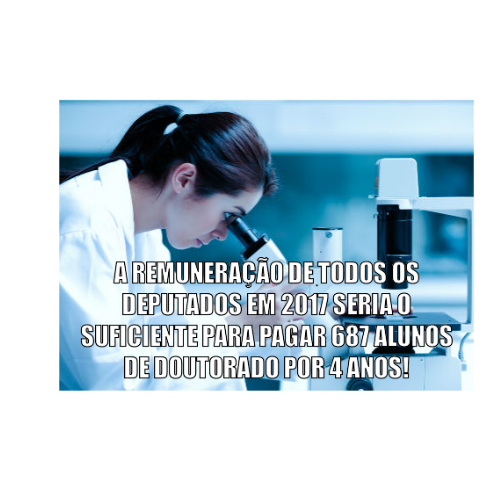 A REMUNERAÇÃO DE TODOS OS
DEPUTADOS EM 2017 SERIA O
SUFICIENTE PARA PAGAR 687 ALUNOS
DE DOUTORADO POR 4 ANOS!